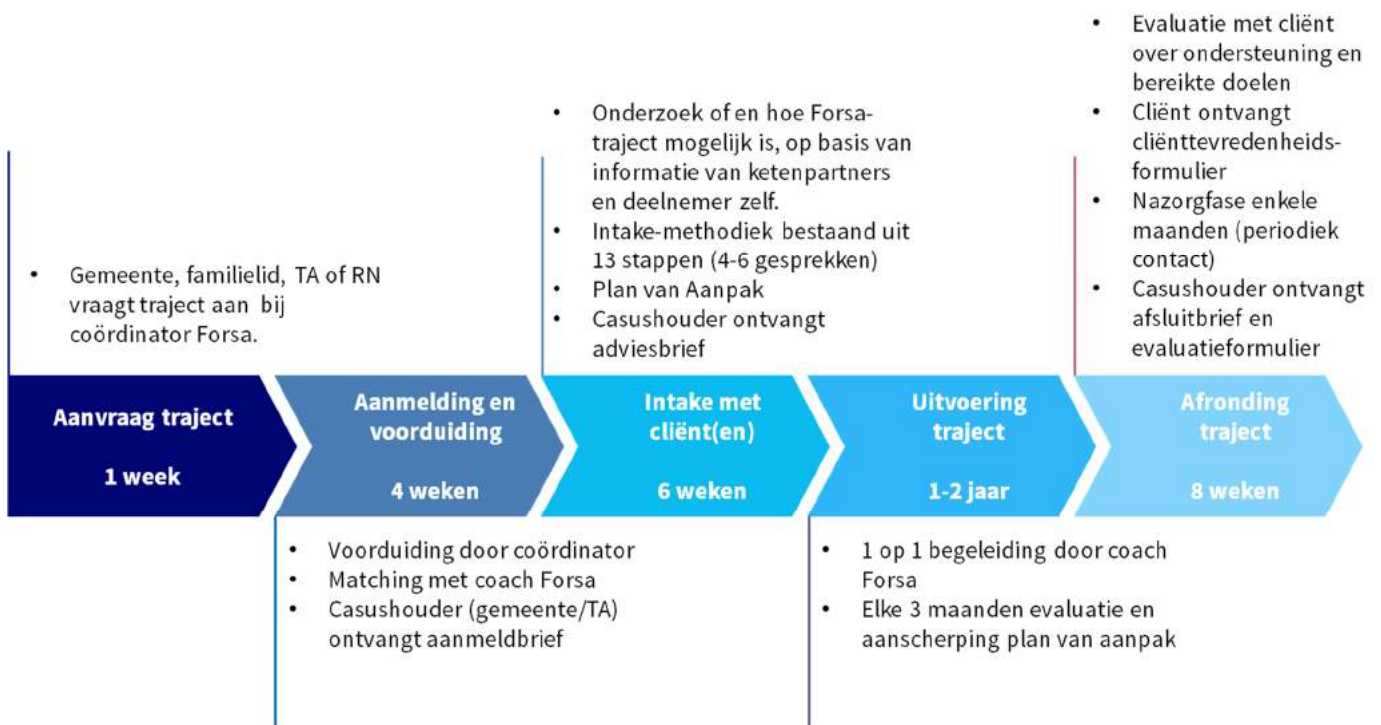 • Gemeente, familielid, TA of RN
vraagt traject aan bij
coördinator Forsa.
Aanvraag traject
1 week
Aanmelding en
voorduiding
4 weken
• Voorduiding door coördinator
• Matching met coach Forsa
• Casushouder (gemeente/TA)
ontvangt aanmeldbrief
• Onderzoek of en hoe Forsa-
traject mogelijk is, op basis van
informatie van ketenpartners
en deelnemer zelf.
• Intake-methodiek bestaand uit
13 stappen (4-6 gesprekken)
• Plan van Aanpak
• Casushouder ontvangt
adviesbrief
Intake met
cliënt(en)
6 weken
Uitvoering
traject
1-2 jaar
• 1 op 1 begeleiding door coach
Forsa
• Elke 3 maanden evaluatie en
aanscherping plan van aanpak
• Evaluatie met cliënt
over ondersteuning en
bereikte doelen
• Cliënt ontvangt
cliënttevredenheids-
formulier
• Nazorgfase enkele
maanden (periodiek
contact)
• Casushouder ontvangt
afsluitbrief en
evaluatieformulier
Afronding
traject
8 weken